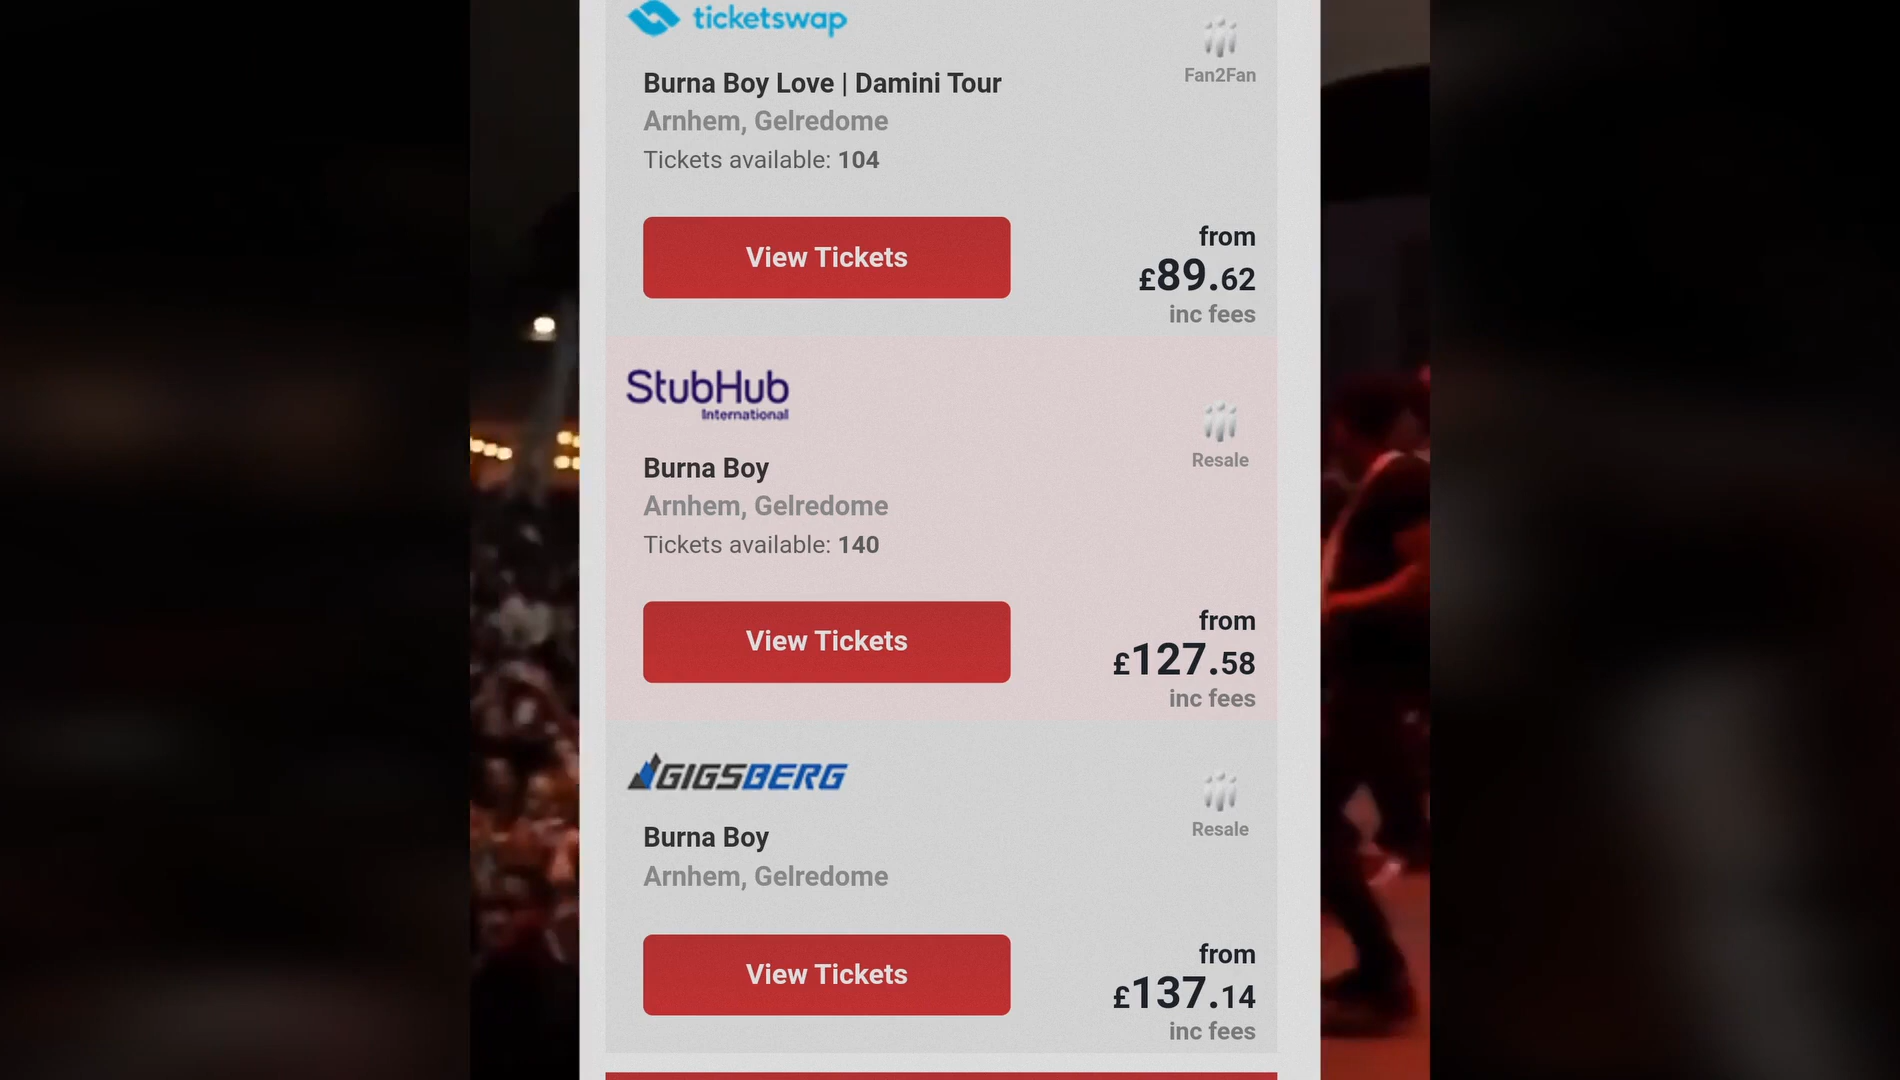 ticketswap
Fan2Fan
Burna Boy Love | Damini Tour
Arnhem, Gelredome
Tickets available: 104
View Tickets
from
£89.62
inc fees
StubHub
International
Resale
Burna Boy
Arnhem, Gelredome
Tickets available: 140
View Tickets
from
£127.58
inc fees
GIGSBERG
Resale
Burna Boy
Arnhem, Gelredome
View Tickets
from
£137.14
inc fees